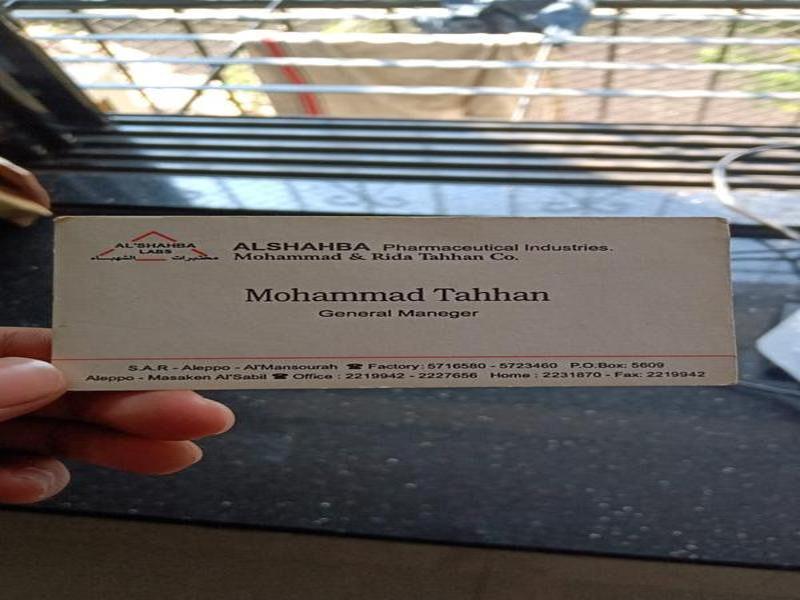 AL'SHAHBA
LABS
مختبرات الشهباء
ALSHAHBA Pharmaceutical Industries.
Mohammad & Rida Tahhan Co.
Mohammad Tahhan
General Maneger
S.A.R - Aleppo - Al'Mansourah ☎ Factory: 5716580 - 5723460 P.O.Box: 5609
Aleppo - Masaken Al'Sabil ☎ Office : 2219942 - 2227656 Home : 2231870 - Fax: 2219942